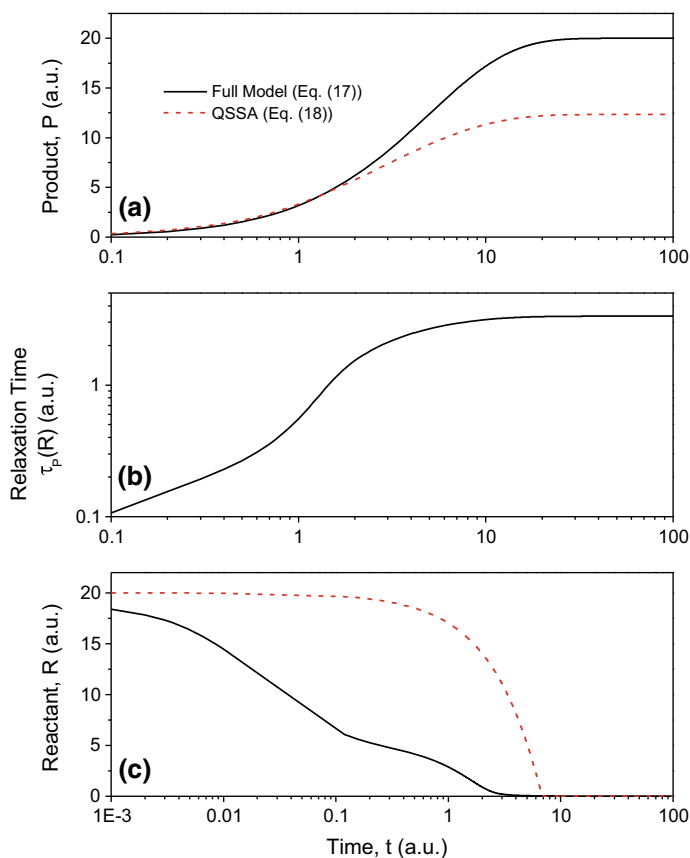 20
15
10
5
0
Product, P (a.u.)
Full Model (Eq. (17))
QSSA (Eq. (18))
(a)
0.1
1
10
100
1
0.1
Relaxation Time
τP(R) (a.u.)
(b)
0.1
1
10
100
20
15
10
5
0
Reactant, R (a.u.)
(c)
1E-3
0.01
0.1
1
10
100
Time, t (a.u.)